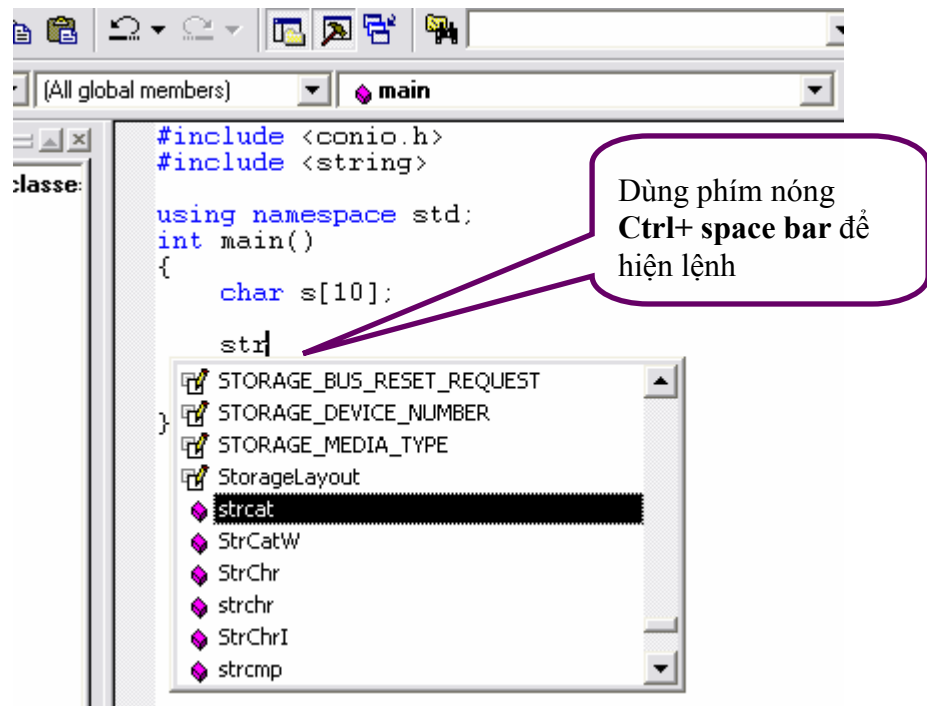 (All global members)
main
classe:
#include <conio.h>
#include <string>
using namespace std;
int main()
{
char s[10];
str
}
Dùng phím nóng
Ctrl+ space bar để
hiện lệnh
STORAGE_BUS_RESET_REQUEST
STORAGE_DEVICE_NUMBER
STORAGE_MEDIA_TYPE
StorageLayout
strcat
StrCatW
StrChr
strchr
StrChrI
strcmp